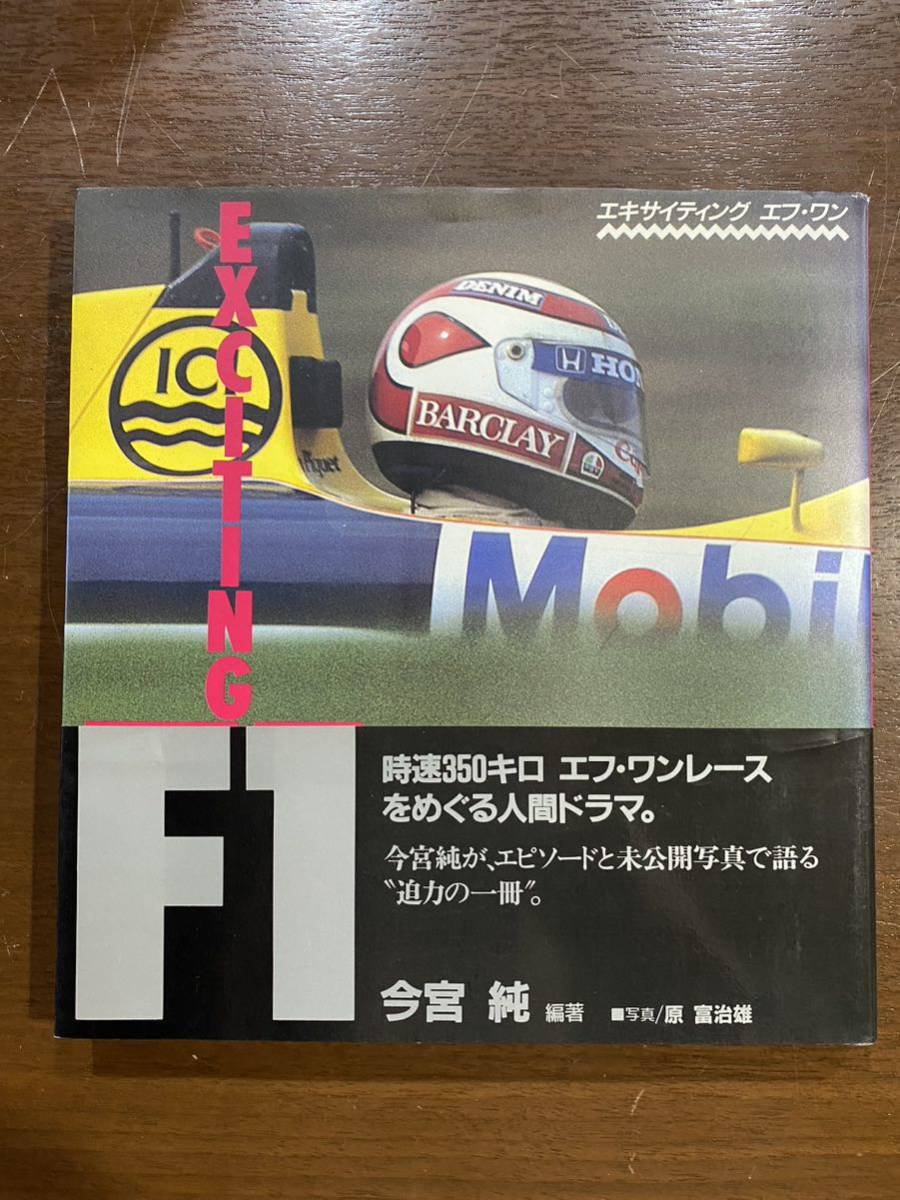 エキサイティング エフ・ワン
EXCITING
F1
DENIM
ICI
HON
BARCLAY
Piquet
Mobil
時速350キロ エフ・ワンレース
をめぐる人間ドラマ。
今宮純が、エピソードと未公開写真で語る
〝迫力の一冊〟。
今宮 純 編著 ■写真/原 富治雄